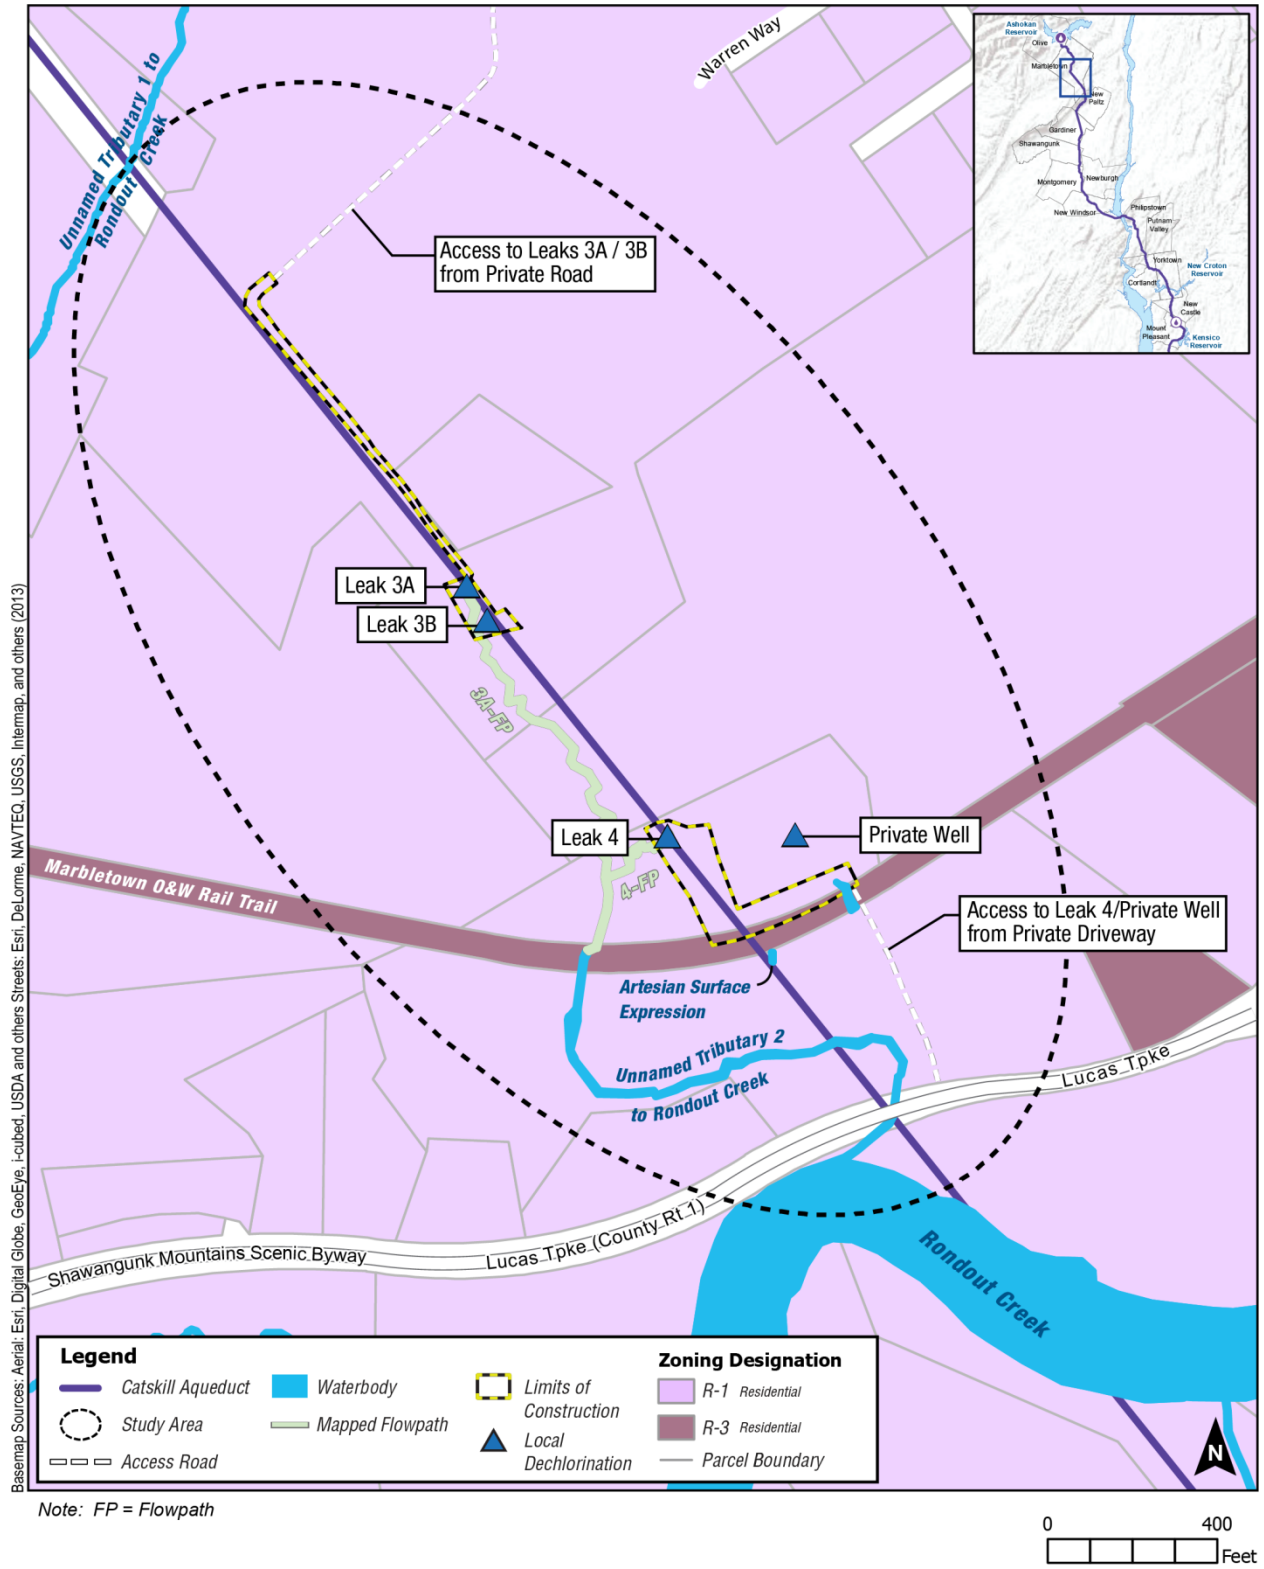 Warren Way
Unnamed Tributary 1 to
Rondout Creek
Access to Leaks 3A / 3B
from Private Road
Ashokan
Reservoir
Olive
Marbletown
New
Paltz
Gardiner
Shawangunk
Montgomery
Newburgh
New Windsor
Philipstown
Putnam
Valley
Yorktown
New Croton
Reservoir
Cortlandt
New
Castle
Mount
Pleasant
Kensico
Reservoir
Leak 3A
Leak 3B
3A-FP
Leak 4
Private Well
4-FP
Marbletown O&W Rail Trail
Access to Leak 4/Private Well
from Private Driveway
Artesian Surface
Expression
Unnamed Tributary 2
to Rondout Creek
Lucas Tpke
Lucas Tpke (County Rt 1)
Shawangunk Mountains Scenic Byway
Rondout Creek
Basemap Sources: Aerial: Esri, Digital Globe, GeoEye, i-cubed, USDA and others Streets: Esri, DeLorme, NAVTEQ, USGS, Intermap, and others (2013)
Legend
Catskill Aqueduct
Study Area
Access Road
Waterbody
Mapped Flowpath
Limits of
Construction
Local
Dechlorination
Zoning Designation
R-1 Residential
R-3 Residential
Parcel Boundary
N
Note: FP = Flowpath
0 400
Feet